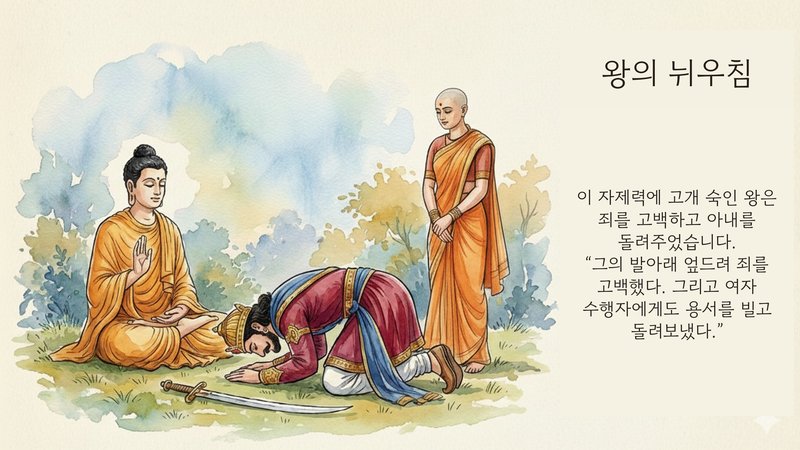 왕의 뉘우침
이 자제력에 고개 숙인 왕은
죄를 고백하고 아내를
돌려주었습니다.
“그의 발아래 엎드려 죄를
고백했다. 그리고 여자
수행자에게도 용서를 빌고
돌려보냈다.”